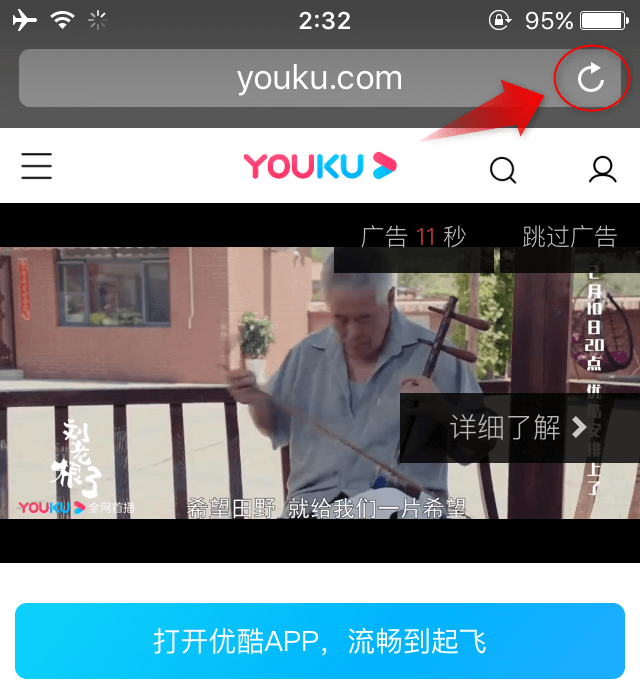 2:32
95%
youku.com
YOUKU
广告 11 秒
跳过广告
2月10日20点 优酷安排上了
详细了解
刘老根了
YOUKU 全网首播
希望田野 就给我们一片希望
打开优酷APP，流畅到起飞